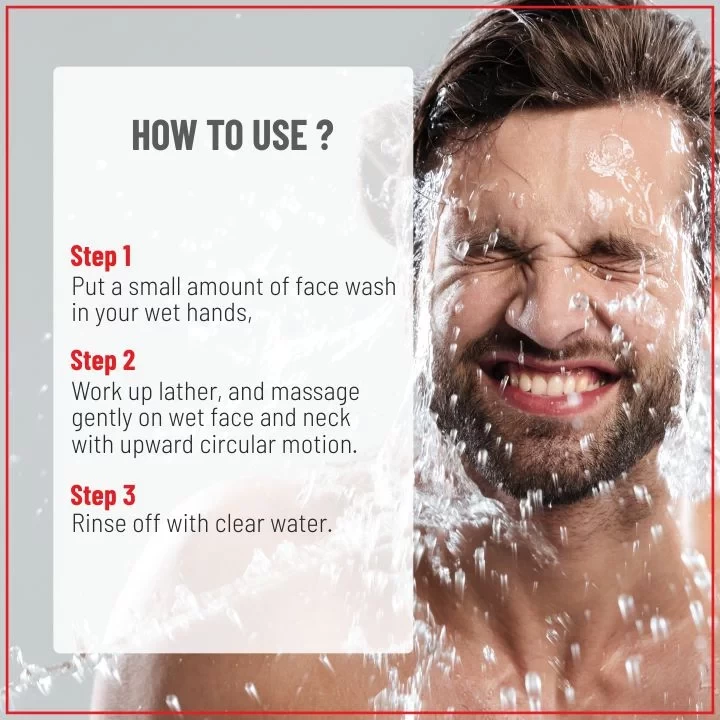 HOW TO USE ?
Step 1
Put a small amount of face wash
in your wet hands,
Step 2
Work up lather, and massage
gently on wet face and neck
with upward circular motion.
Step 3
Rinse off with clear water.